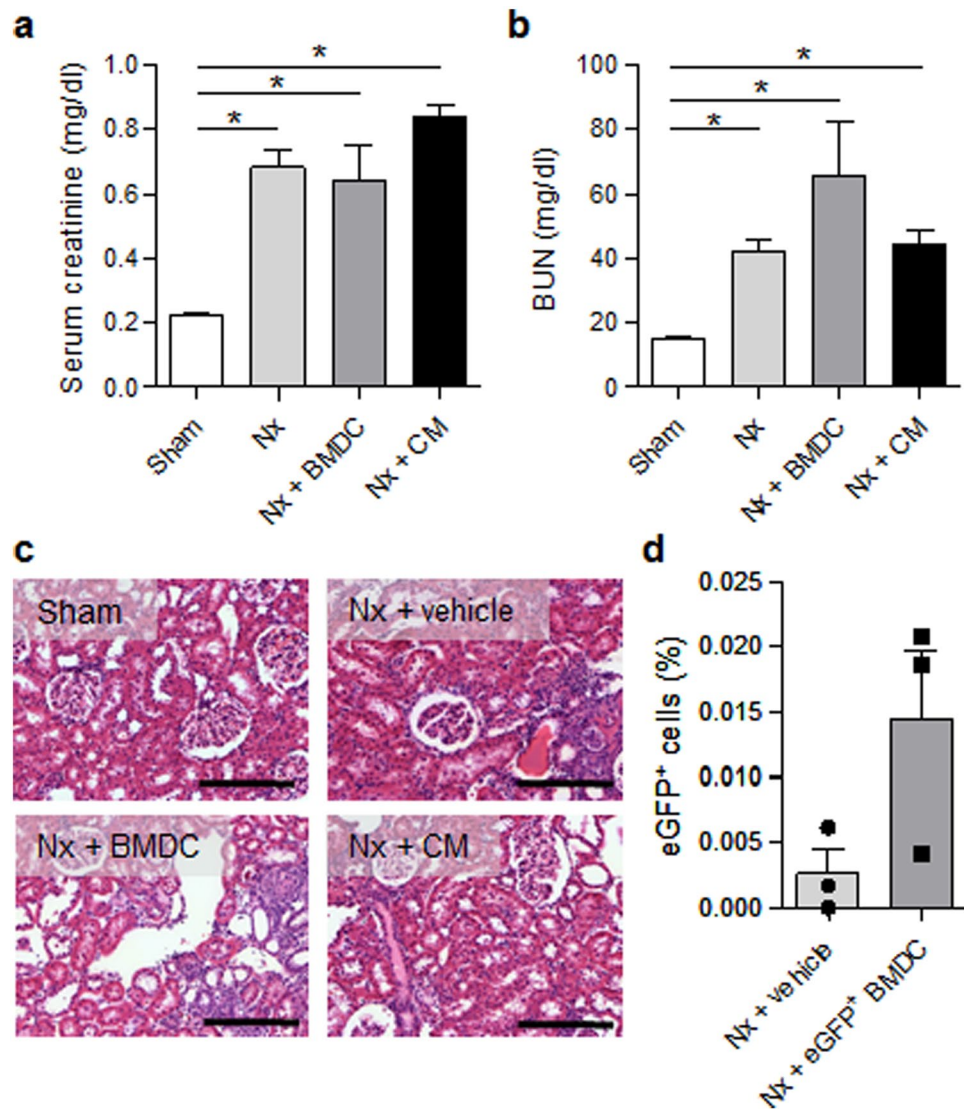 a
Serum creatinine (mg/dl)
1.0
0.8
0.6
0.4
0.2
0.0
*
*
*
Sham
Nx
Nx + BMDC
Nx + CM
b
BUN (mg/dl)
100
80
60
40
20
0
*
*
*
Sham
Nx
Nx + BMDC
Nx + CM
c
Sham
Nx + vehicle
Nx + BMDC
Nx + CM
d
eGFP⁺ cells (%)
0.025
0.020
0.015
0.010
0.005
0.000
Nx + vehicle
Nx + eGFP⁺ BMDC